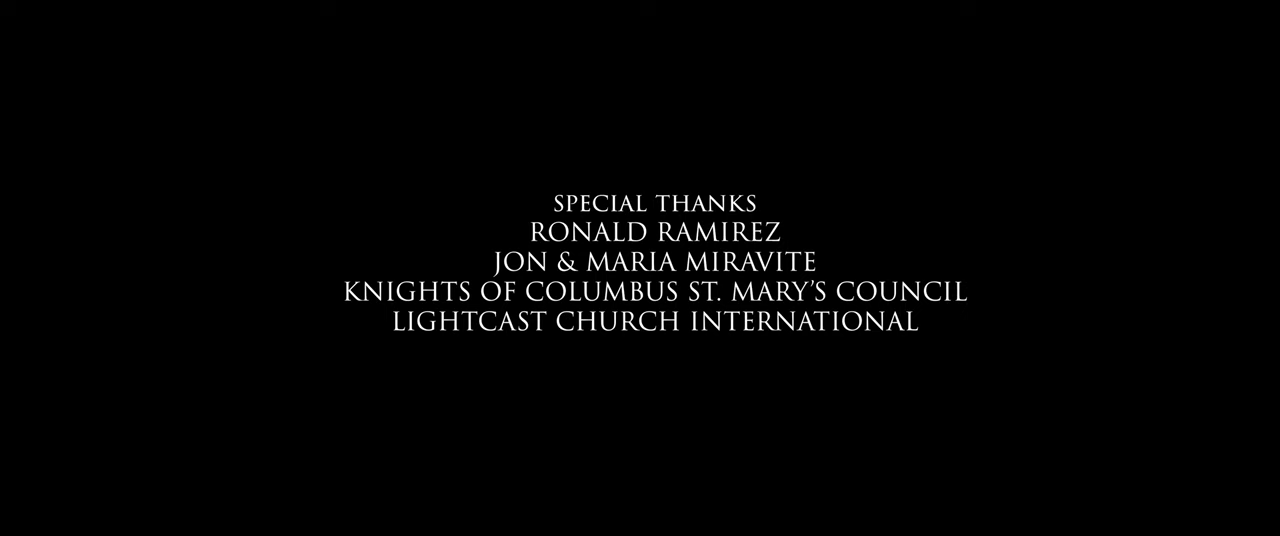 SPECIAL THANKS
RONALD RAMIREZ
JON & MARIA MIRAVITE
KNIGHTS OF COLUMBUS ST. MARY’S COUNCIL
LIGHTCAST CHURCH INTERNATIONAL